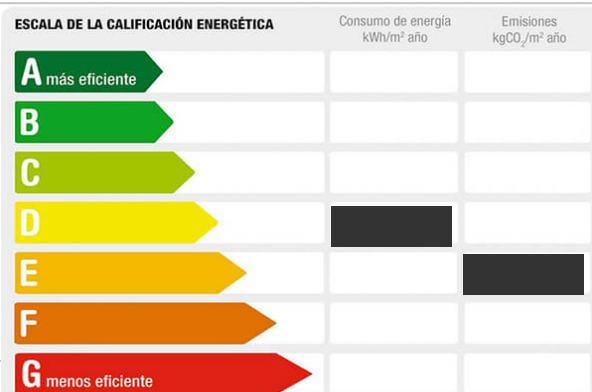 ESCALA DE LA CALIFICACIÓN ENERGÉTICA
Consumo de energía
kWh/m² año
Emisiones
kgCO₂/m² año
A más eficiente
B
C
D
E
F
G menos eficiente